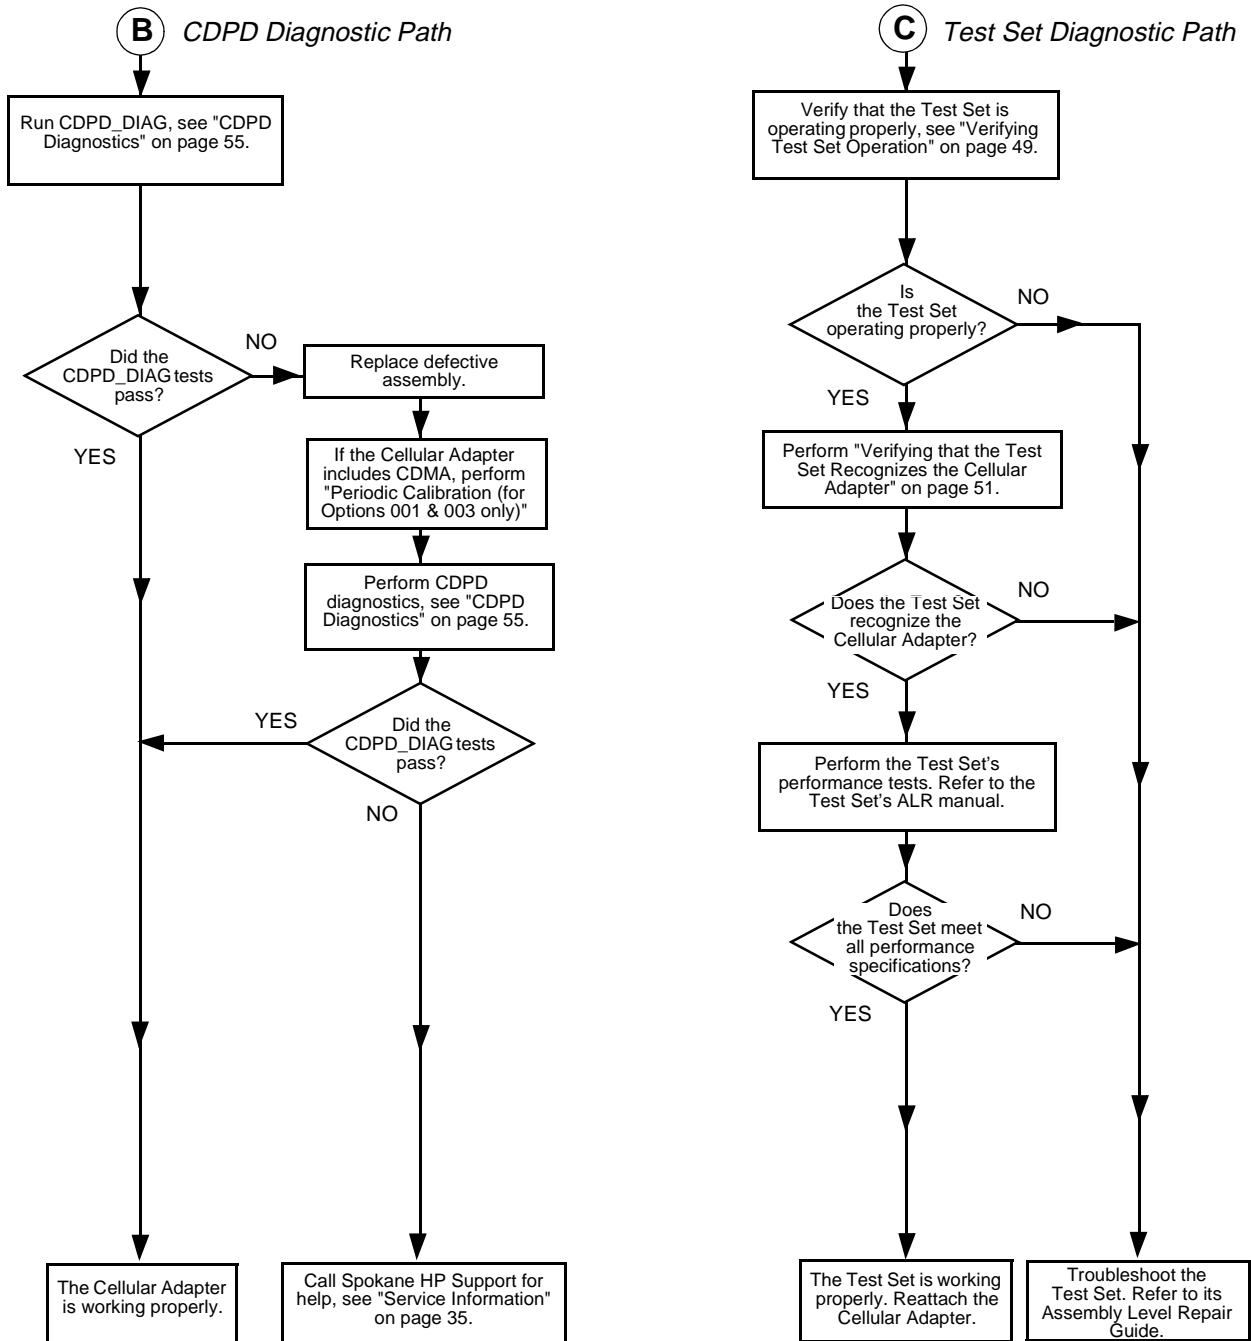 B CDPD Diagnostic Path
Run CDPD_DIAG, see "CDPD
Diagnostics" on page 55.
Did the
CDPD_DIAG tests
pass?
NO
YES
Replace defective
assembly.
If the Cellular Adapter
includes CDMA, perform
"Periodic Calibration (for
Options 001 & 003 only)"
Perform CDPD
diagnostics, see "CDPD
Diagnostics" on page 55.
Did the
CDPD_DIAG tests
pass?
YES
NO
The Cellular Adapter
is working properly.
Call Spokane HP Support for
help, see "Service Information"
on page 35.
C Test Set Diagnostic Path
Verify that the Test Set is
operating properly, see "Verifying
Test Set Operation" on page 49.
Is
the Test Set
operating properly?
NO
YES
Perform "Verifying that the Test
Set Recognizes the Cellular
Adapter" on page 51.
Does the Test Set
recognize the
Cellular Adapter?
NO
YES
Perform the Test Set's
performance tests. Refer to the
Test Set's ALR manual.
Does
the Test Set meet
all performance
specifications?
NO
YES
The Test Set is working
properly. Reattach the
Cellular Adapter.
Troubleshoot the
Test Set. Refer to its
Assembly Level Repair
Guide.